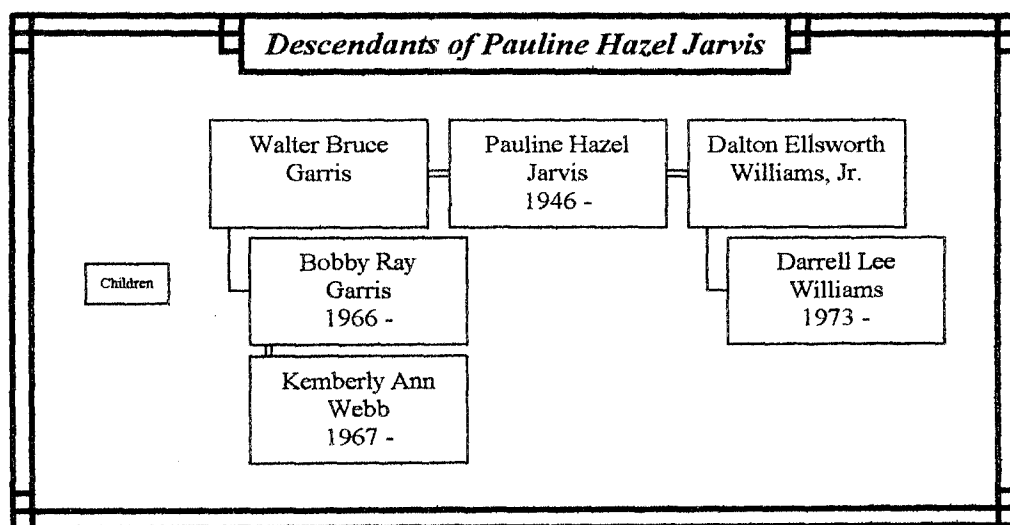 Descendants of Pauline Hazel Jarvis
Walter Bruce
Garris
Pauline Hazel
Jarvis
1946 -
Dalton Ellsworth
Williams, Jr.
Children
Bobby Ray
Garris
1966 -
Darrell Lee
Williams
1973 -
Kemberly Ann
Webb
1967 -